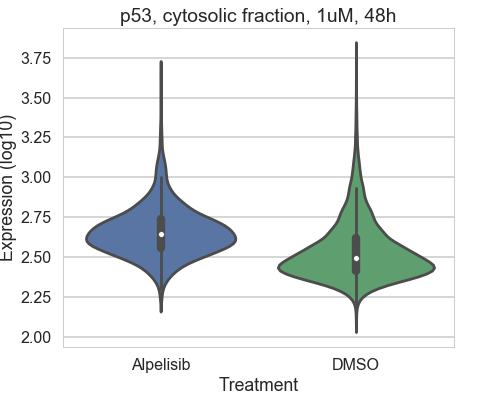 p53, cytosolic fraction, 1uM, 48h
Expression (log10)
3.75
3.50
3.25
3.00
2.75
2.50
2.25
2.00
Alpelisib
DMSO
Treatment